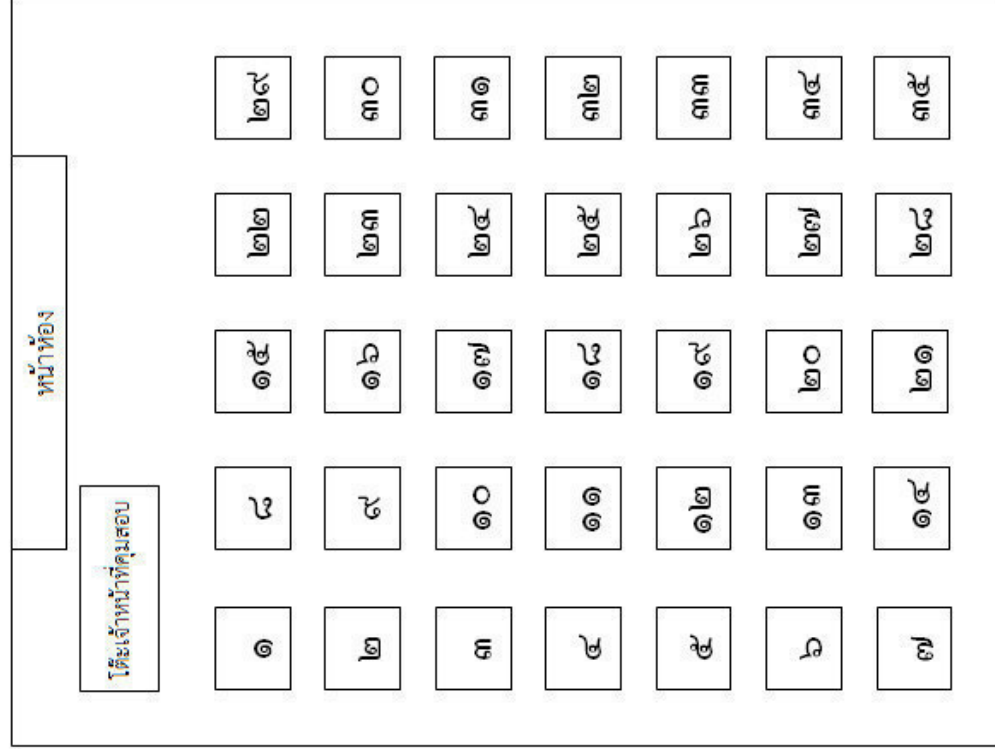 หน้าห้อง
โต๊ะเจ้าหน้าที่คุมสอบ
๑ ๘ ๑๕ ๒๒ ๒๙
๒ ๙ ๑๖ ๒๓ ๓๐
๓ ๑๐ ๑๗ ๒๔ ๓๑
๔ ๑๑ ๑๘ ๒๕ ๓๒
๕ ๑๒ ๑๙ ๒๖ ๓๓
๖ ๑๓ ๒๐ ๒๗ ๓๔
๗ ๑๔ ๒๑ ๒๘ ๓๕